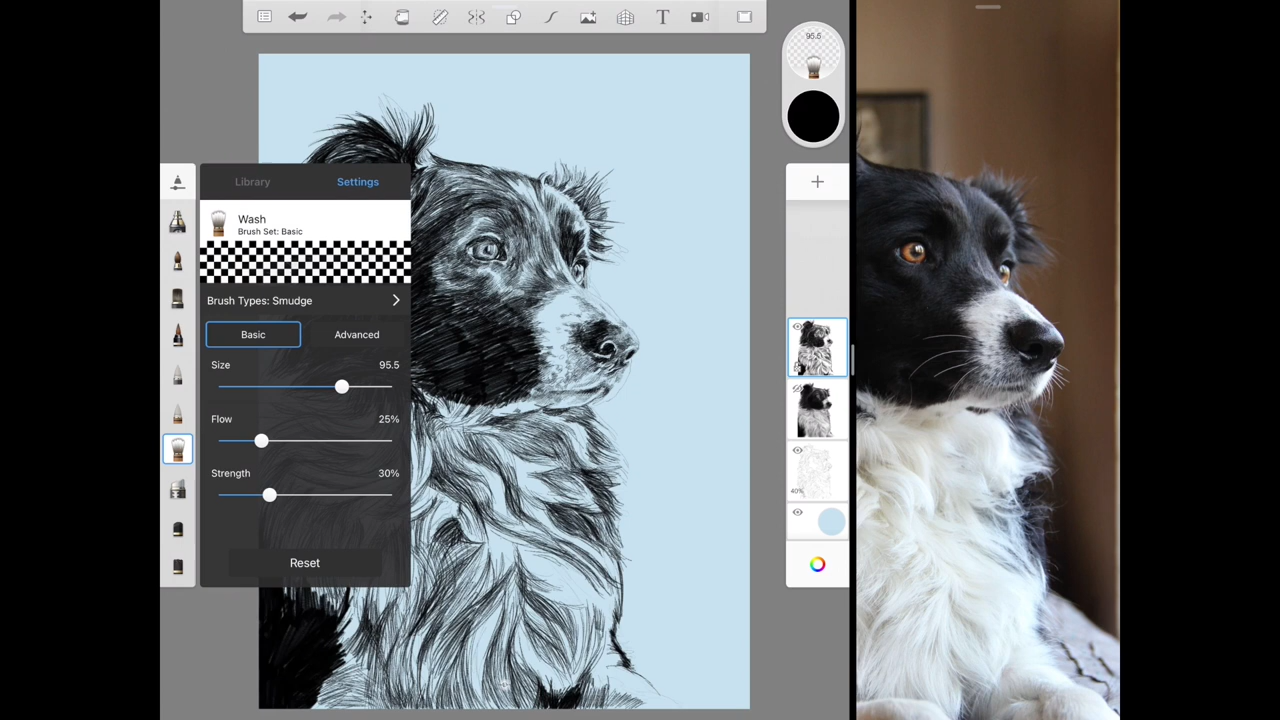 95.5
Library
Settings
Wash
Brush Set: Basic
Brush Types: Smudge
Basic
Advanced
Size
95.5
Flow
25%
Strength
30%
Reset
T
40%